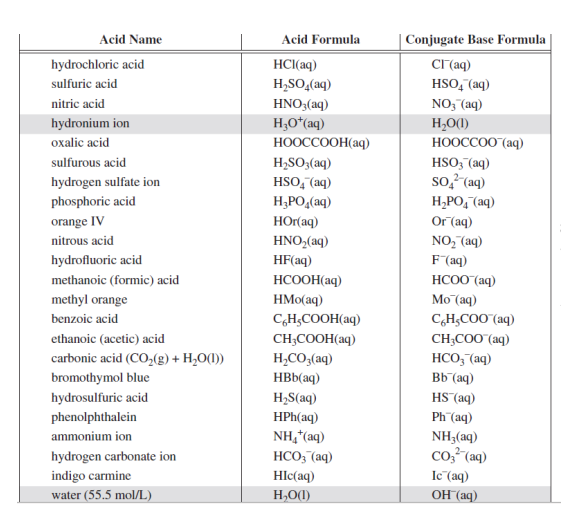 Acid Name Acid Formula Conjugate Base Formula
hydrochloric acid HCl(aq) Cl⁻(aq)
sulfuric acid H₂SO₄(aq) HSO₄⁻(aq)
nitric acid HNO₃(aq) NO₃⁻(aq)
hydronium ion H₃O⁺(aq) H₂O(l)
oxalic acid HOOCCOOH(aq) HOOCCOO⁻(aq)
sulfurous acid H₂SO₃(aq) HSO₃⁻(aq)
hydrogen sulfate ion HSO₄⁻(aq) SO₄²⁻(aq)
phosphoric acid H₃PO₄(aq) H₂PO₄⁻(aq)
orange IV HOr(aq) Or⁻(aq)
nitrous acid HNO₂(aq) NO₂⁻(aq)
hydrofluoric acid HF(aq) F⁻(aq)
methanoic (formic) acid HCOOH(aq) HCOO⁻(aq)
methyl orange HMo(aq) Mo⁻(aq)
benzoic acid C₆H₅COOH(aq) C₆H₅COO⁻(aq)
ethanoic (acetic) acid CH₃COOH(aq) CH₃COO⁻(aq)
carbonic acid (CO₂(g) + H₂O(l)) H₂CO₃(aq) HCO₃⁻(aq)
bromothymol blue HBb(aq) Bb⁻(aq)
hydrosulfuric acid H₂S(aq) HS⁻(aq)
phenolphthalein HPh(aq) Ph⁻(aq)
ammonium ion NH₄⁺(aq) NH₃(aq)
hydrogen carbonate ion HCO₃⁻(aq) CO₃²⁻(aq)
indigo carmine HIc(aq) Ic⁻(aq)
water (55.5 mol/L) H₂O(l) OH⁻(aq)